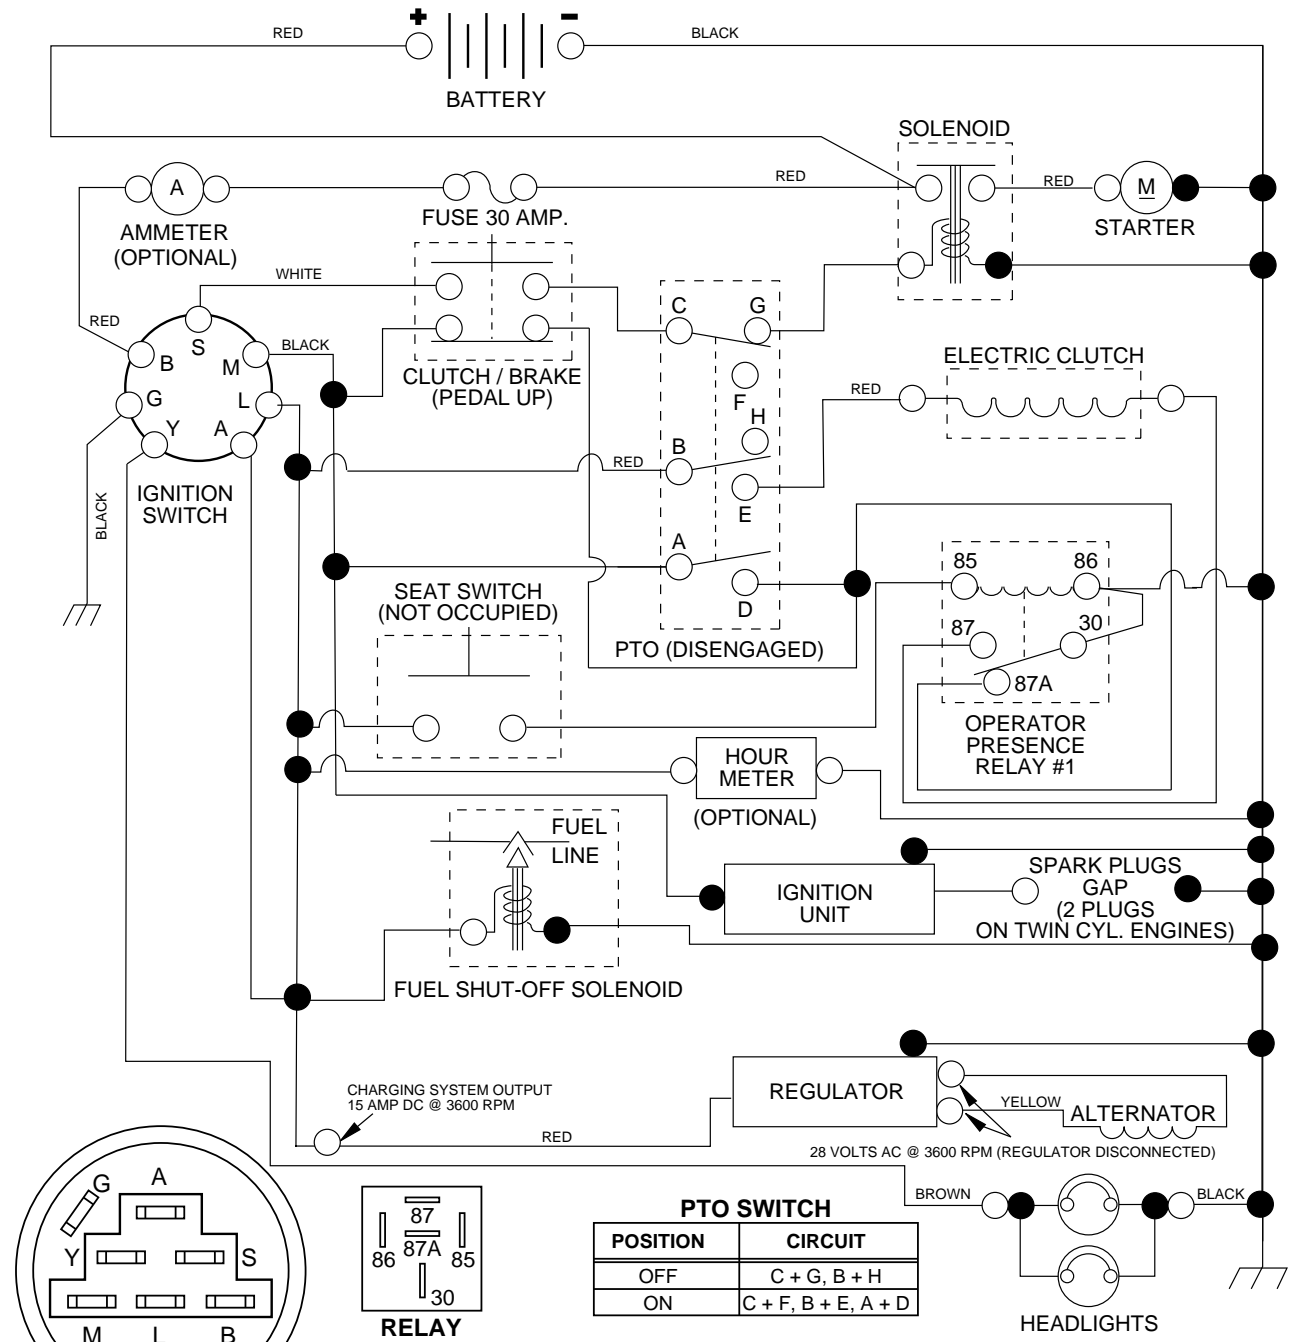 + –
RED
BLACK
BATTERY
SOLENOID
A
RED
RED
M
FUSE 30 AMP.
STARTER
AMMETER
(OPTIONAL)
WHITE
C
G
RED
S
B
M
BLACK
ELECTRIC CLUTCH
CLUTCH / BRAKE
(PEDAL UP)
F
RED
G
L
Y
A
H
B
RED
IGNITION
SWITCH
BLACK
E
A
85
86
SEAT SWITCH
(NOT OCCUPIED)
D
87
30
PTO (DISENGAGED)
87A
OPERATOR
PRESENCE
RELAY #1
HOUR
METER
(OPTIONAL)
FUEL
LINE
IGNITION
UNIT
SPARK PLUGS
GAP
(2 PLUGS
ON TWIN CYL. ENGINES)
FUEL SHUT-OFF SOLENOID
CHARGING SYSTEM OUTPUT
15 AMP DC @ 3600 RPM
REGULATOR
YELLOW
ALTERNATOR
RED
28 VOLTS AC @ 3600 RPM (REGULATOR DISCONNECTED)
G
A
Y
S
M
L
B
87
86
87A
85
30
RELAY
PTO SWITCH
POSITION CIRCUIT
OFF C + G, B + H
ON C + F, B + E, A + D
BROWN
BLACK
HEADLIGHTS